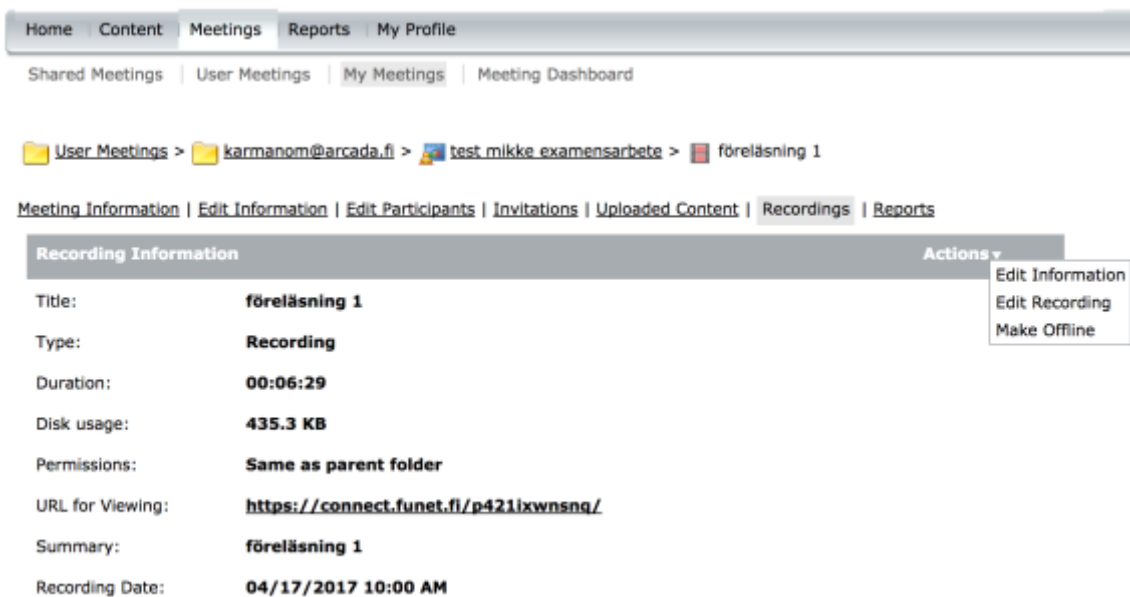 Home Content Meetings Reports My Profile
Shared Meetings User Meetings My Meetings Meeting Dashboard
User Meetings > karmanom@arcada.fi > test mikke examensarbete > föreläsning 1
Meeting Information | Edit Information | Edit Participants | Invitations | Uploaded Content | Recordings | Reports
Recording Information Actions
Edit Information
Edit Recording
Make Offline
Title: föreläsning 1
Type: Recording
Duration: 00:06:29
Disk usage: 435.3 KB
Permissions: Same as parent folder
URL for Viewing: https://connect.funet.fi/p421ixwnsnq/
Summary: föreläsning 1
Recording Date: 04/17/2017 10:00 AM